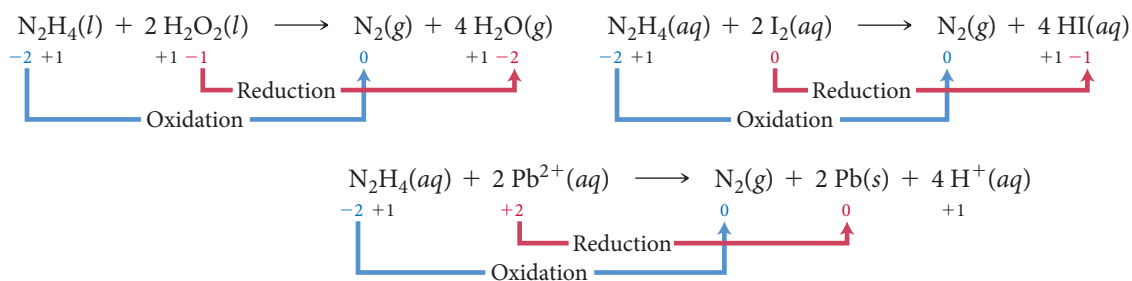 N₂H₄(l) + 2 H₂O₂(l) ⟶ N₂(g) + 4 H₂O(g)
−2 +1 +1 −1 0 +1 −2
Reduction
Oxidation
N₂H₄(aq) + 2 I₂(aq) ⟶ N₂(g) + 4 HI(aq)
−2 +1 0 0 +1 −1
Reduction
Oxidation
N₂H₄(aq) + 2 Pb²⁺(aq) ⟶ N₂(g) + 2 Pb(s) + 4 H⁺(aq)
−2 +1 +2 0 0 +1
Reduction
Oxidation